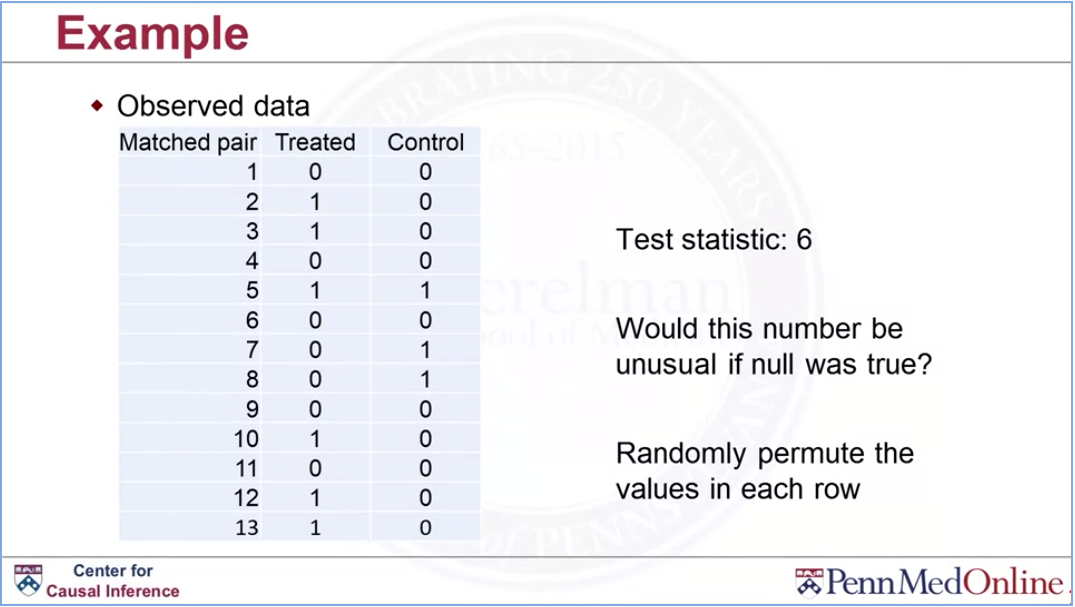 Example
Observed data
Matched pair Treated Control
1 0 0
2 1 0
3 1 0
4 0 0
5 1 1
6 0 0
7 0 1
8 0 1
9 0 0
10 1 0
11 0 0
12 1 0
13 1 0
Test statistic: 6
Would this number be
unusual if null was true?
Randomly permute the
values in each row
Center for
Causal Inference
PennMedOnline